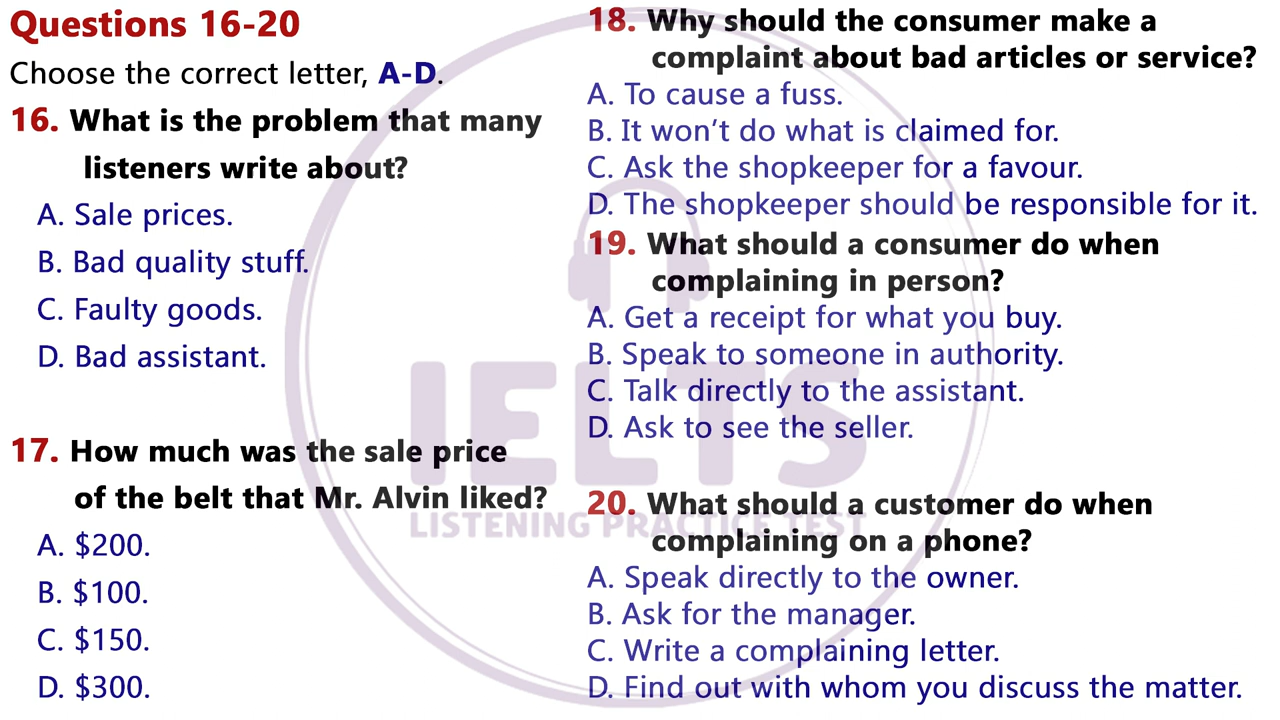 Questions 16-20
Choose the correct letter, A-D.
16. What is the problem that many
listeners write about?
A. Sale prices.
B. Bad quality stuff.
C. Faulty goods.
D. Bad assistant.
17. How much was the sale price
of the belt that Mr. Alvin liked?
A. $200.
B. $100.
C. $150.
D. $300.
18. Why should the consumer make a
complaint about bad articles or service?
A. To cause a fuss.
B. It won't do what is claimed for.
C. Ask the shopkeeper for a favour.
D. The shopkeeper should be responsible for it.
19. What should a consumer do when
complaining in person?
A. Get a receipt for what you buy.
B. Speak to someone in authority.
C. Talk directly to the assistant.
D. Ask to see the seller.
20. What should a customer do when
complaining on a phone?
A. Speak directly to the owner.
B. Ask for the manager.
C. Write a complaining letter.
D. Find out with whom you discuss the matter.
IELTS
LISTENING PRACTICE TEST